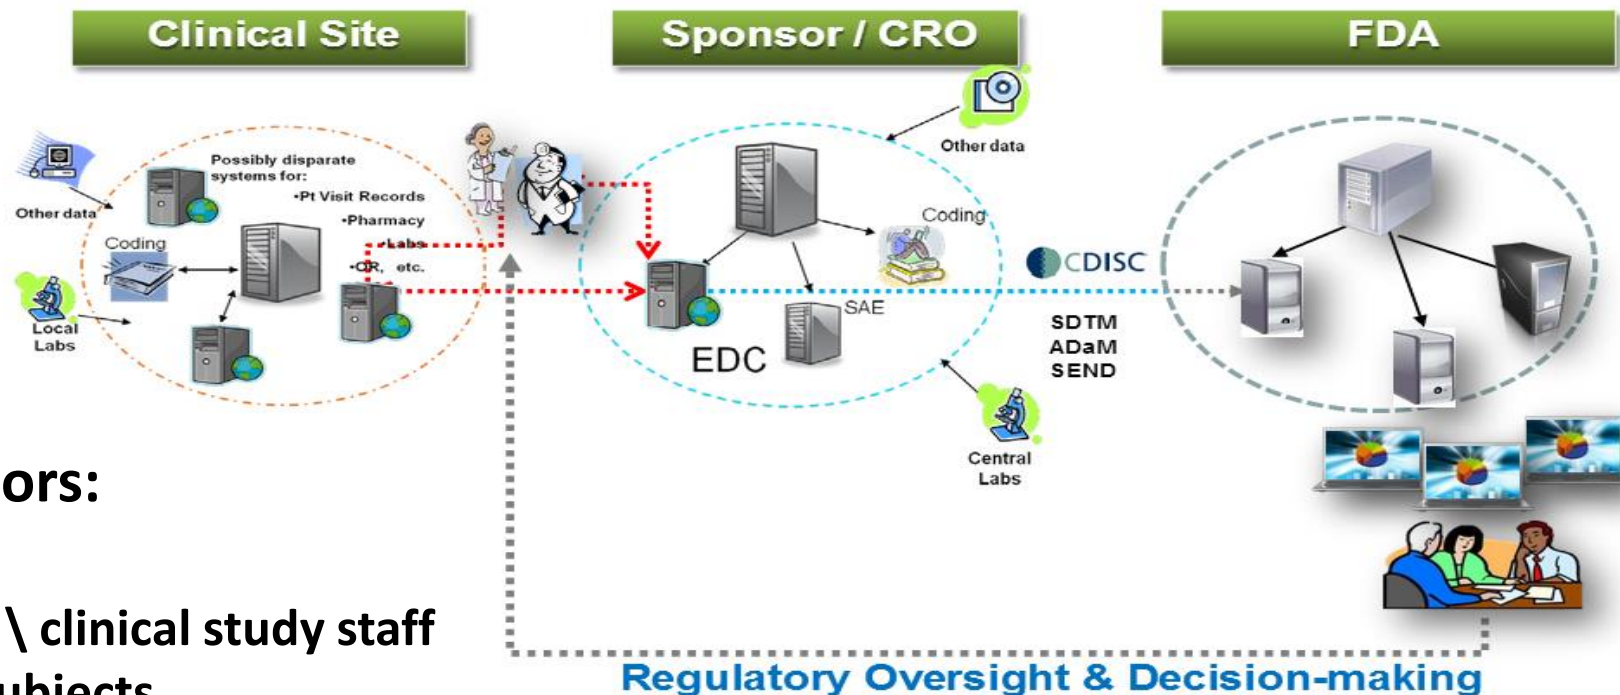 Clinical Site
Sponsor / CRO
FDA
Possibly disparate
systems for:
•Pt Visit Records
•Pharmacy
•Labs
•OR, etc.
Other data
Coding
Local
Labs
Other data
Coding
SAE
EDC
Central
Labs
CDISC
SDTM
ADaM
SEND
ors:
\ clinical study staff
ubjects
Regulatory Oversight & Decision-making